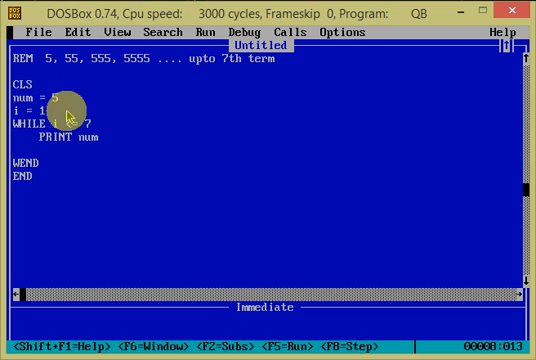 DOSBox 0.74, Cpu speed: 3000 cycles, Frameskip 0, Program: QB
File Edit View Search Run Debug Calls Options Help
Untitled
REM 5, 55, 555, 5555 .... upto 7th term
CLS
num = 5
i = 1
WHILE i <= 7
PRINT num
WEND
END
Immediate
<Shift+F1=Help> <F6=Window> <F2=Subs> <F5=Run> <F8=Step> 00008:013